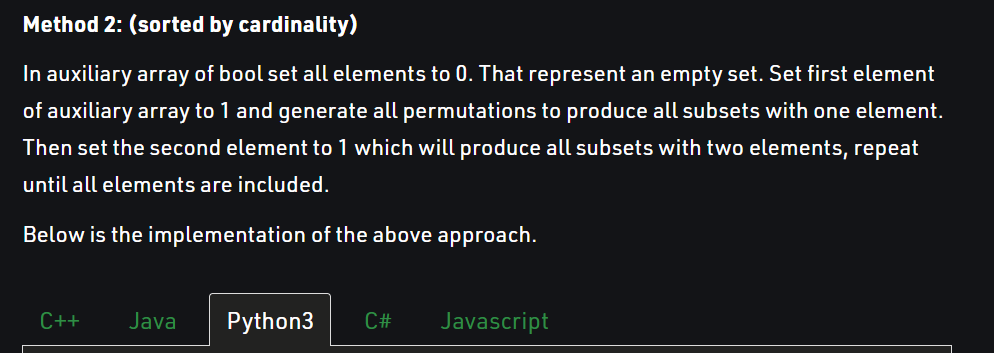 Method 2: (sorted by cardinality)
In auxiliary array of bool set all elements to 0. That represent an empty set. Set first element
of auxiliary array to 1 and generate all permutations to produce all subsets with one element.
Then set the second element to 1 which will produce all subsets with two elements, repeat
until all elements are included.
Below is the implementation of the above approach.
C++ Java Python3 C# Javascript